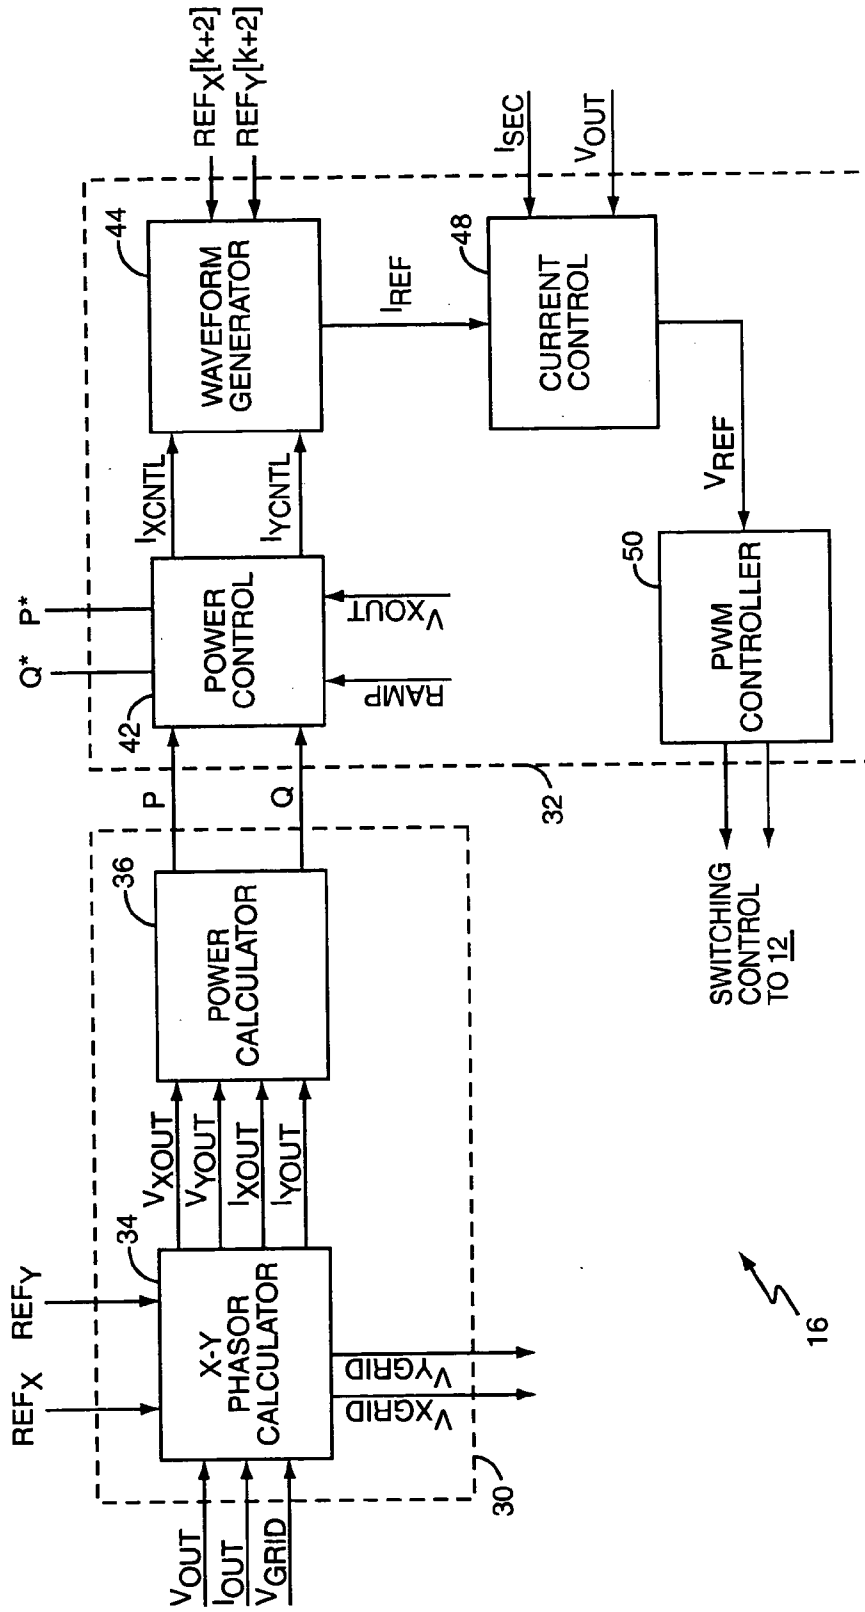 REFX
REFY
VOUT
IOUT
VGRID
34
X-Y
PHASOR
CALCULATOR
VXGRID
VYGRID
30
VXOUT
VYOUT
IXOUT
IYOUT
36
POWER
CALCULATOR
P
Q
Q*
P*
42
POWER
CONTROL
RAMP
VXOUT
IXCNTL
IYCNTL
44
WAVEFORM
GENERATOR
REFX[k+2]
REFY[k+2]
IREF
ISEC
VOUT
48
CURRENT
CONTROL
VREF
50
PWM
CONTROLLER
32
SWITCHING
CONTROL
TO 12
16